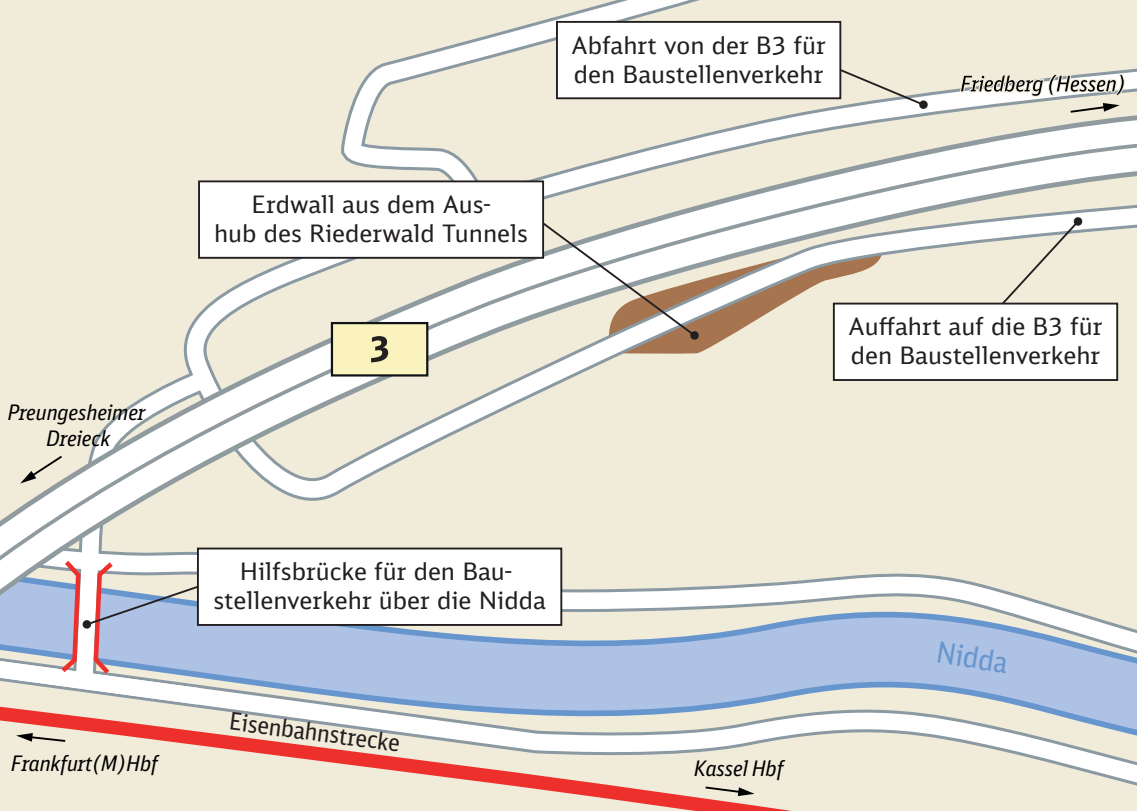 Abfahrt von der B3 für
den Baustellenverkehr
Friedberg (Hessen)
Erdwall aus dem Aus-
hub des Riederwald Tunnels
Auffahrt auf die B3 für
den Baustellenverkehr
3
Preungesheimer
Dreieck
Hilfsbrücke für den Bau-
stellenverkehr über die Nidda
Nidda
Eisenbahnstrecke
Frankfurt(M)Hbf
Kassel Hbf